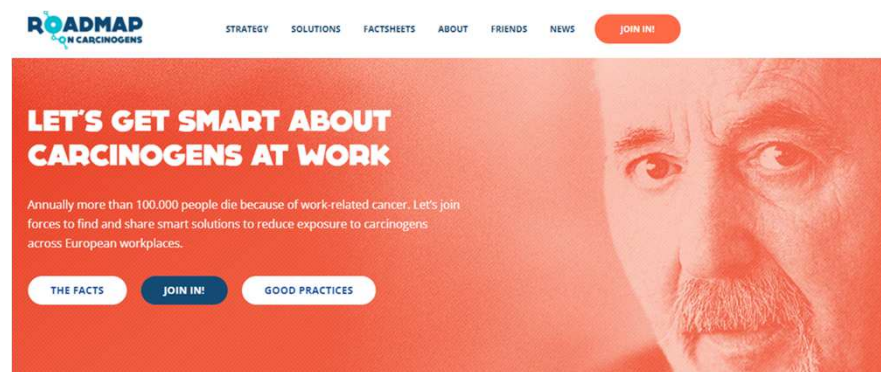 ROADMAP
ON CARCINOGENS
STRATEGY SOLUTIONS FACTSHEETS ABOUT FRIENDS NEWS JOIN IN!
LET'S GET SMART ABOUT
CARCINOGENS AT WORK
Annually more than 100.000 people die because of work-related cancer. Let's join
forces to find and share smart solutions to reduce exposure to carcinogens
across European workplaces.
THE FACTS JOIN IN! GOOD PRACTICES